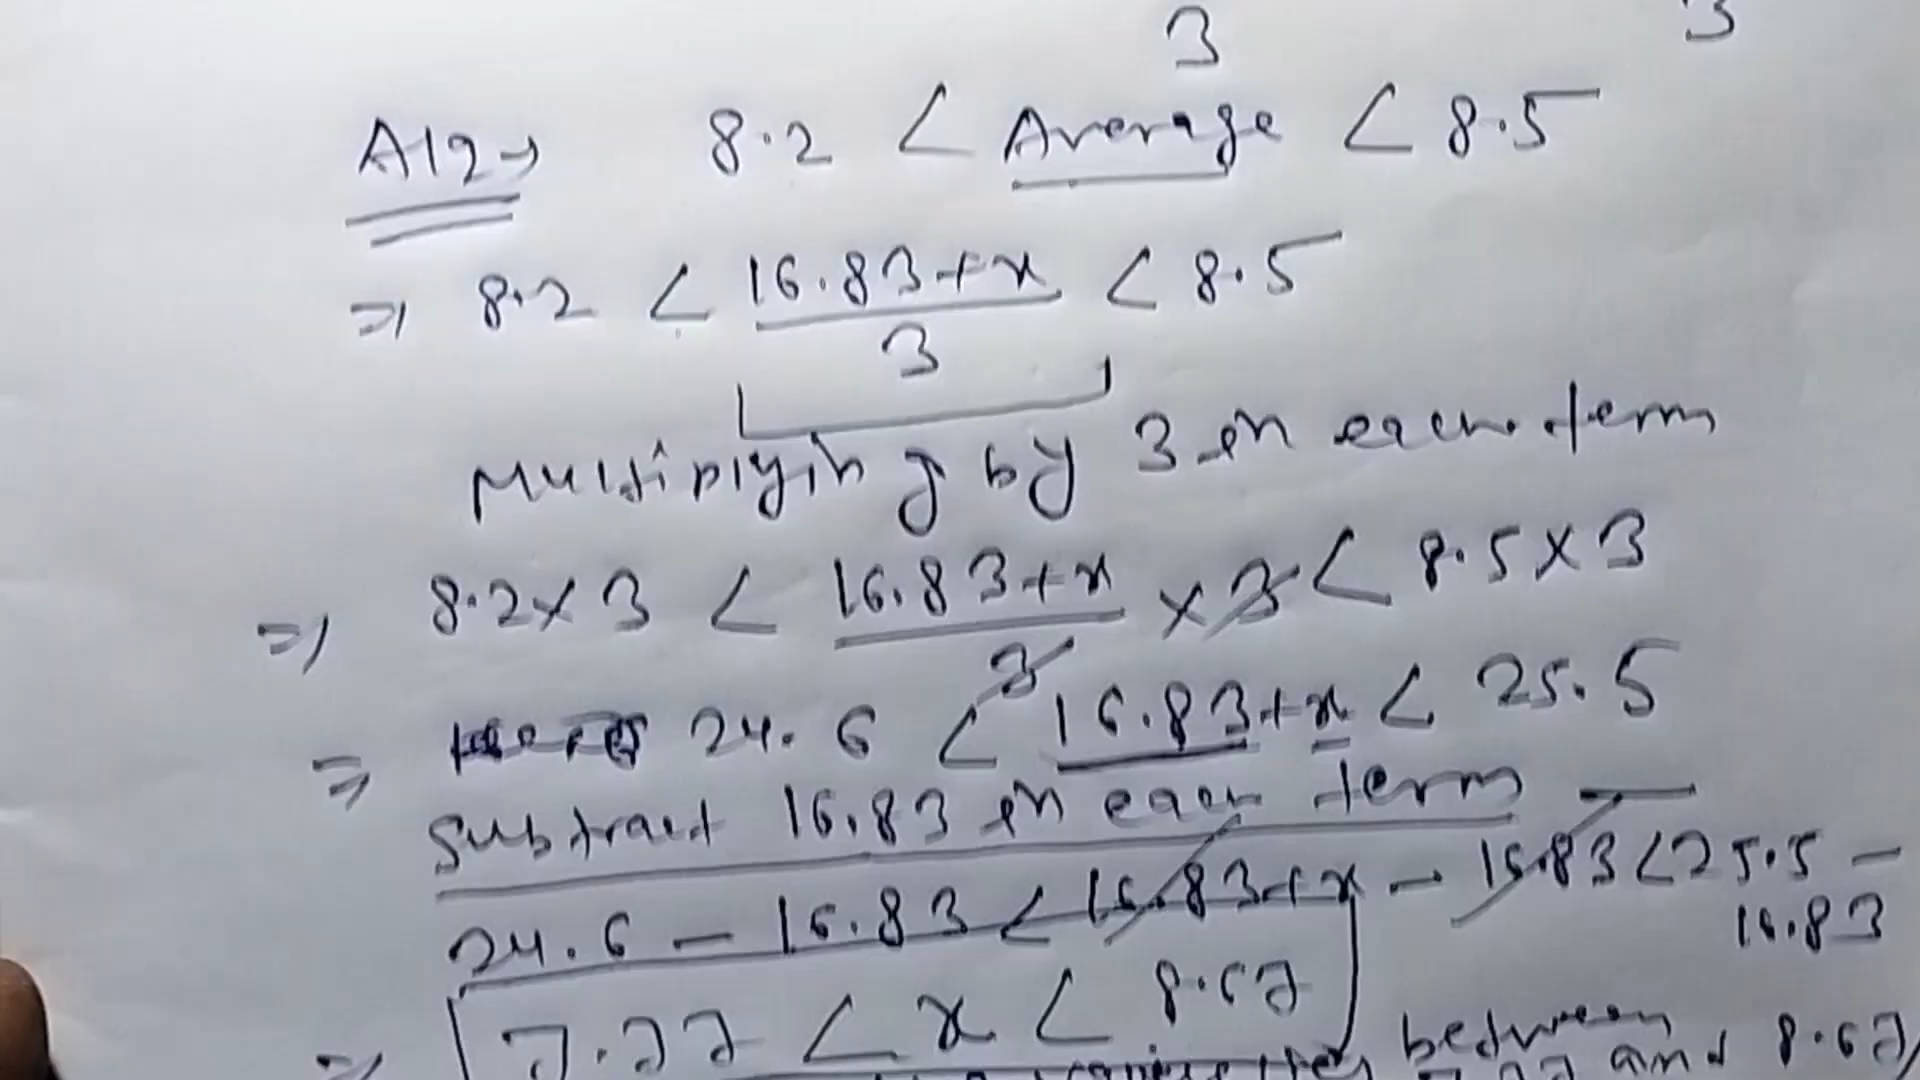 3 3
A/q → 8.2 < Average < 8.5
⇒ 8.2 < (16.83+x)/3 < 8.5
Multiplying by 3 in each term
⇒ 8.2×3 < (16.83+x)/3 ×3 < 8.5×3
⇒ 24.6 < 16.83+x < 25.5
Subtract 16.83 in each term
24.6 - 16.83 < 16.83+x - 16.83 < 25.5 -
16.83
⇒ 7.77 < x < 8.67
between
and 8.67